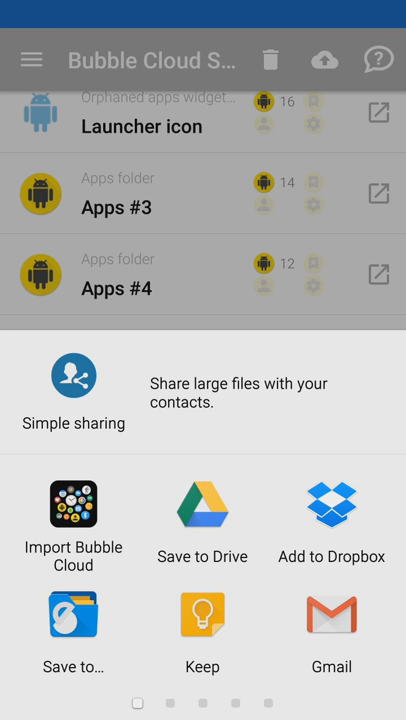 Bubble Cloud S...
Orphaned apps widget...
16
Launcher icon
Apps folder
14
Apps #3
Apps folder
12
Apps #4
Simple sharing
Share large files with your
contacts.
Import Bubble
Cloud
Save to Drive
Add to Dropbox
Save to...
Keep
Gmail